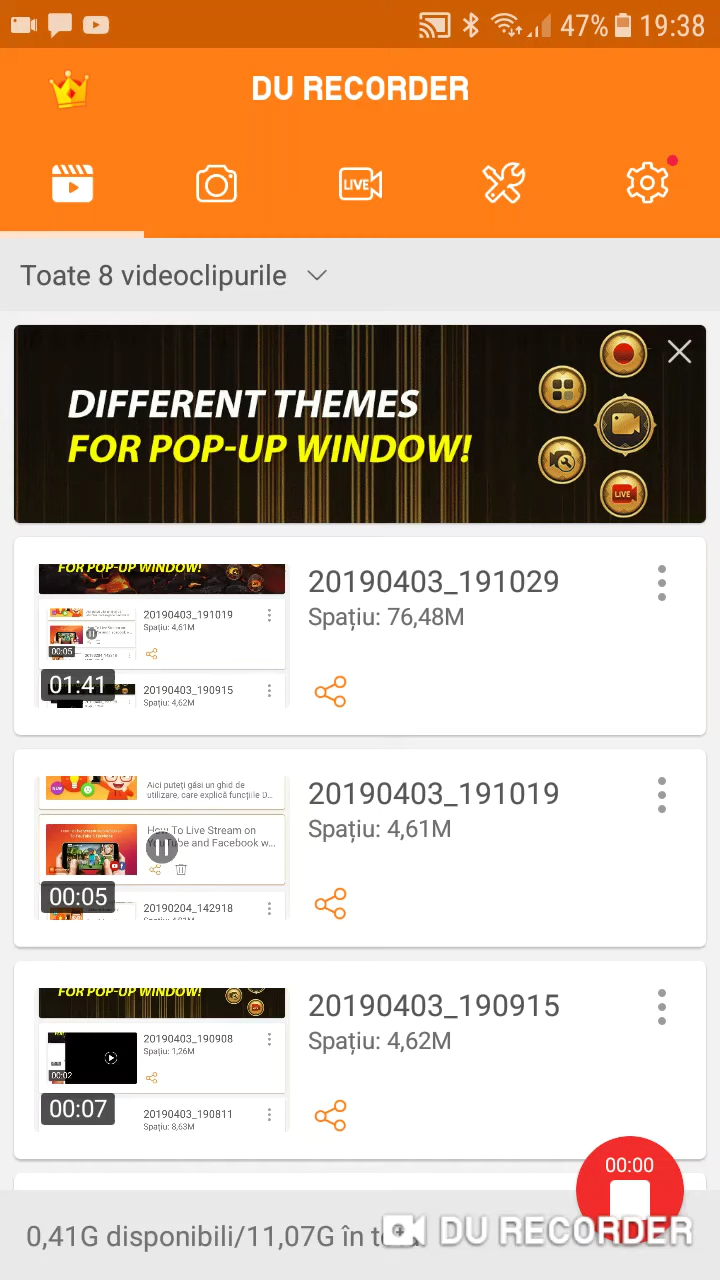 47% 19:38
DU RECORDER
LIVE
Toate 8 videoclipurile
DIFFERENT THEMES
FOR POP-UP WINDOW!
LIVE
FOR POP-UP WINDOW!
20190403_191019
Spațiu: 4,61M
00:05
01:41
20190403_190915
Spațiu: 4,62M
20190403_191029
Spațiu: 76,48M
Aici puteți găsi un ghid de
utilizare, care explică funcțiile D...
How To Live Stream on
YouTube and Facebook w...
00:05
20190204_142918
20190403_191019
Spațiu: 4,61M
FOR POP-UP WINDOW!
20190403_190908
Spațiu: 1,26M
00:02
00:07
20190403_190811
Spațiu: 8,63M
20190403_190915
Spațiu: 4,62M
00:00
0,41G disponibili/11,07G în
DU RECORDER